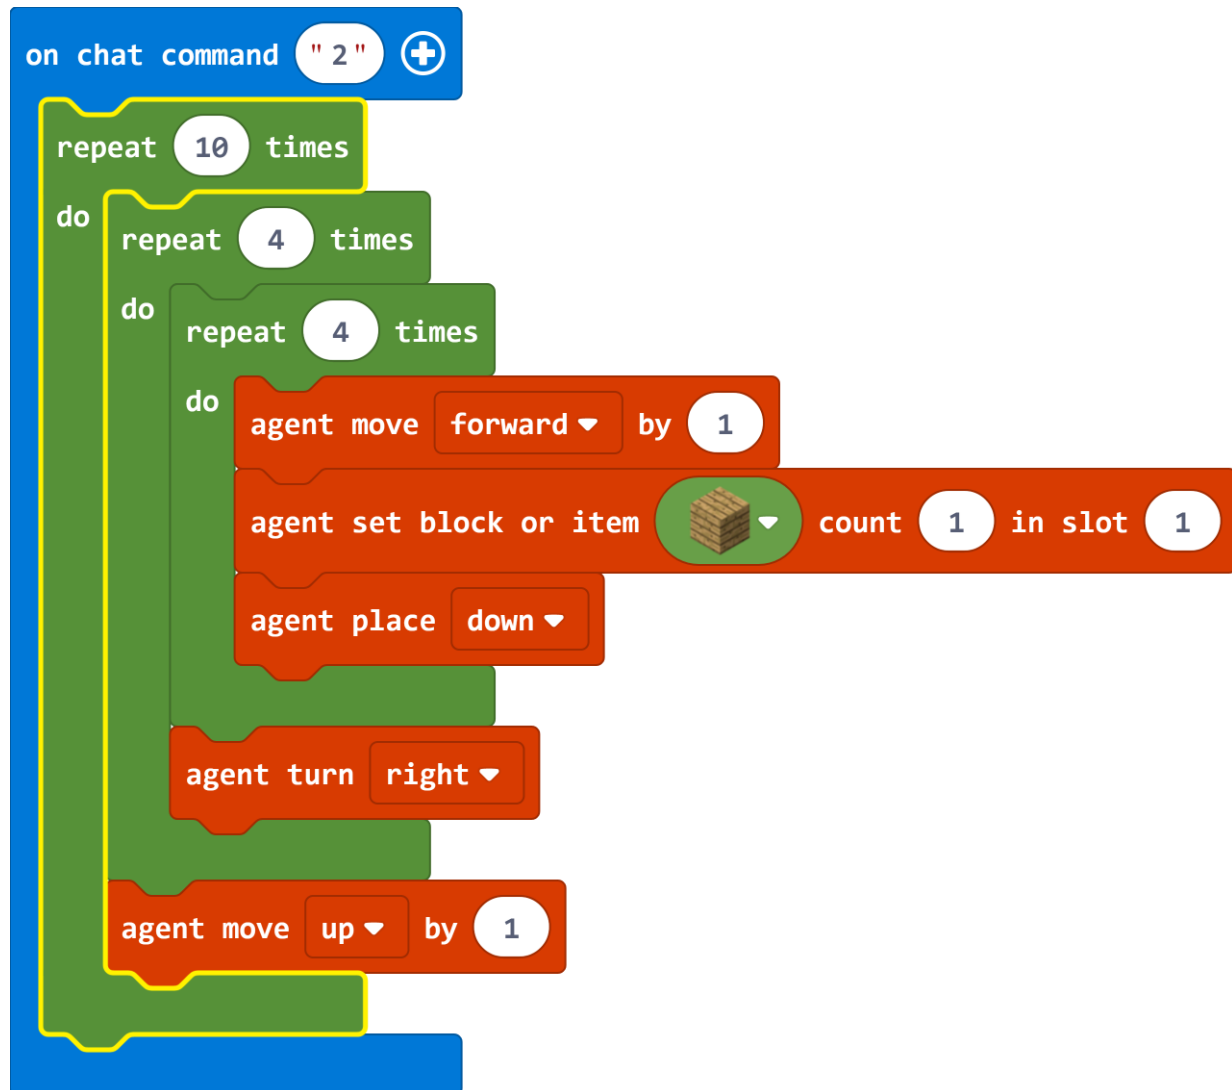 on chat command "2"
repeat 10 times
do
repeat 4 times
do
repeat 4 times
do
agent move forward by 1
agent set block or item count 1 in slot 1
agent place down
agent turn right
agent move up by 1